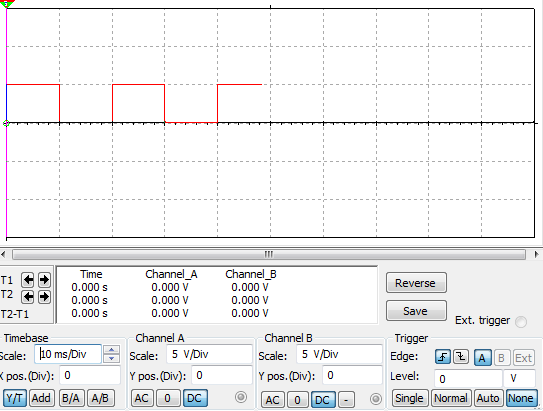 Time Channel_A Channel_B
T1 0.000 s 0.000 V 0.000 V
T2 0.000 s 0.000 V 0.000 V
T2-T1 0.000 s 0.000 V 0.000 V
Reverse
Save
Ext. trigger
Timebase
Scale: 10 ms/Div
X pos.(Div): 0
Y/T Add B/A A/B
Channel A
Scale: 5 V/Div
Y pos.(Div): 0
AC 0 DC
Channel B
Scale: 5 V/Div
Y pos.(Div): 0
AC 0 DC -
Trigger
Edge: A B Ext
Level: 0 V
Single Normal Auto None